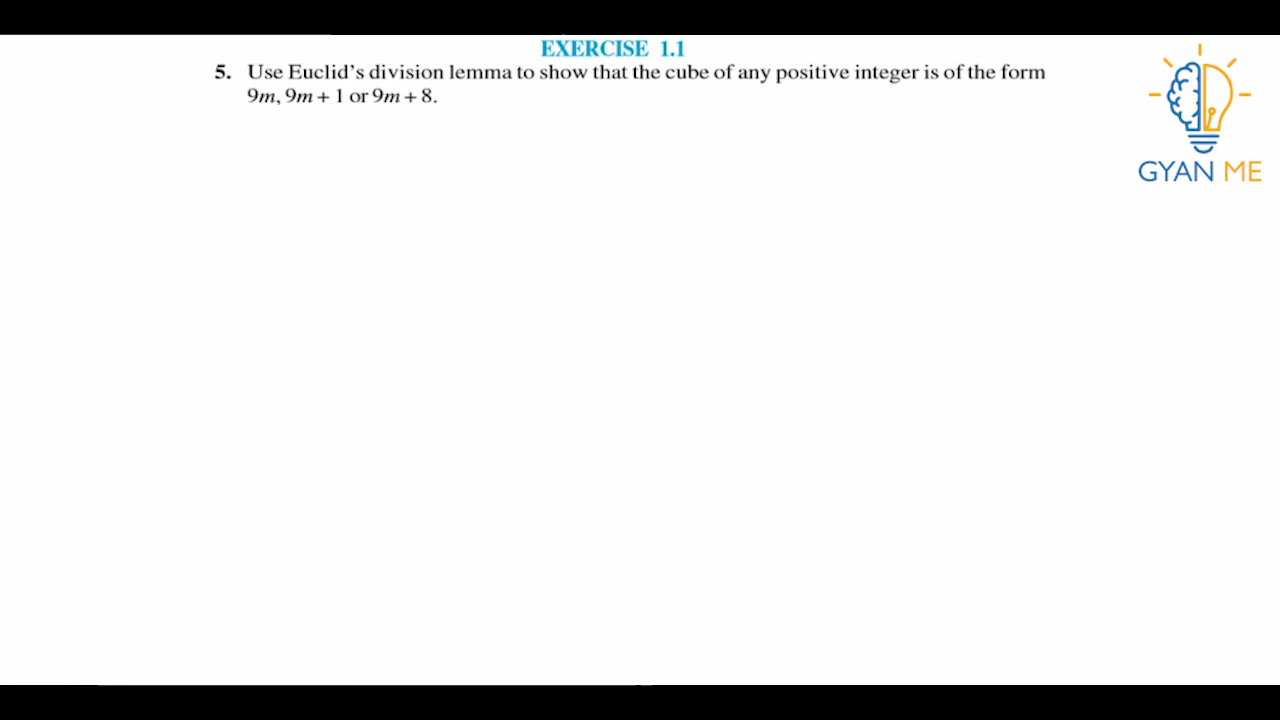 EXERCISE 1.1
5. Use Euclid's division lemma to show that the cube of any positive integer is of the form
9m, 9m + 1 or 9m + 8.
GYAN ME